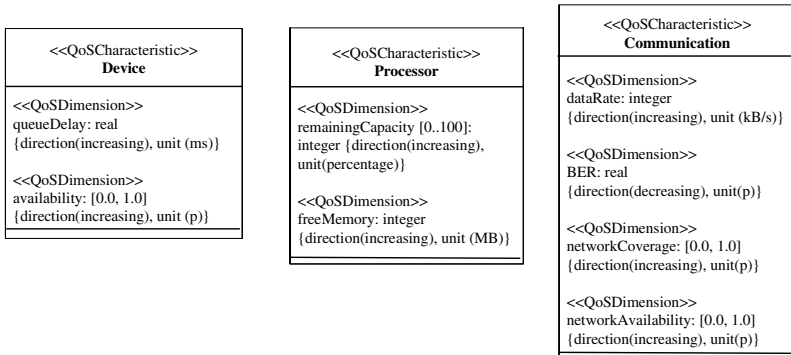 <<QoSCharacteristic>>
Device
<<QoSDimension>>
queueDelay: real
{direction(increasing), unit (ms)}
<<QoSDimension>>
availability: [0.0, 1.0]
{direction(increasing), unit (p)}
<<QoSCharacteristic>>
Processor
<<QoSDimension>>
remainingCapacity [0..100]:
integer {direction(increasing),
unit(percentage)}
<<QoSDimension>>
freeMemory: integer
{direction(increasing), unit (MB)}
<<QoSCharacteristic>>
Communication
<<QoSDimension>>
dataRate: integer
{direction(increasing), unit (kB/s)}
<<QoSDimension>>
BER: real
{direction(decreasing), unit(p)}
<<QoSDimension>>
networkCoverage: [0.0, 1.0]
{direction(increasing), unit(p)}
<<QoSDimension>>
networkAvailability: [0.0, 1.0]
{direction(increasing), unit(p)}